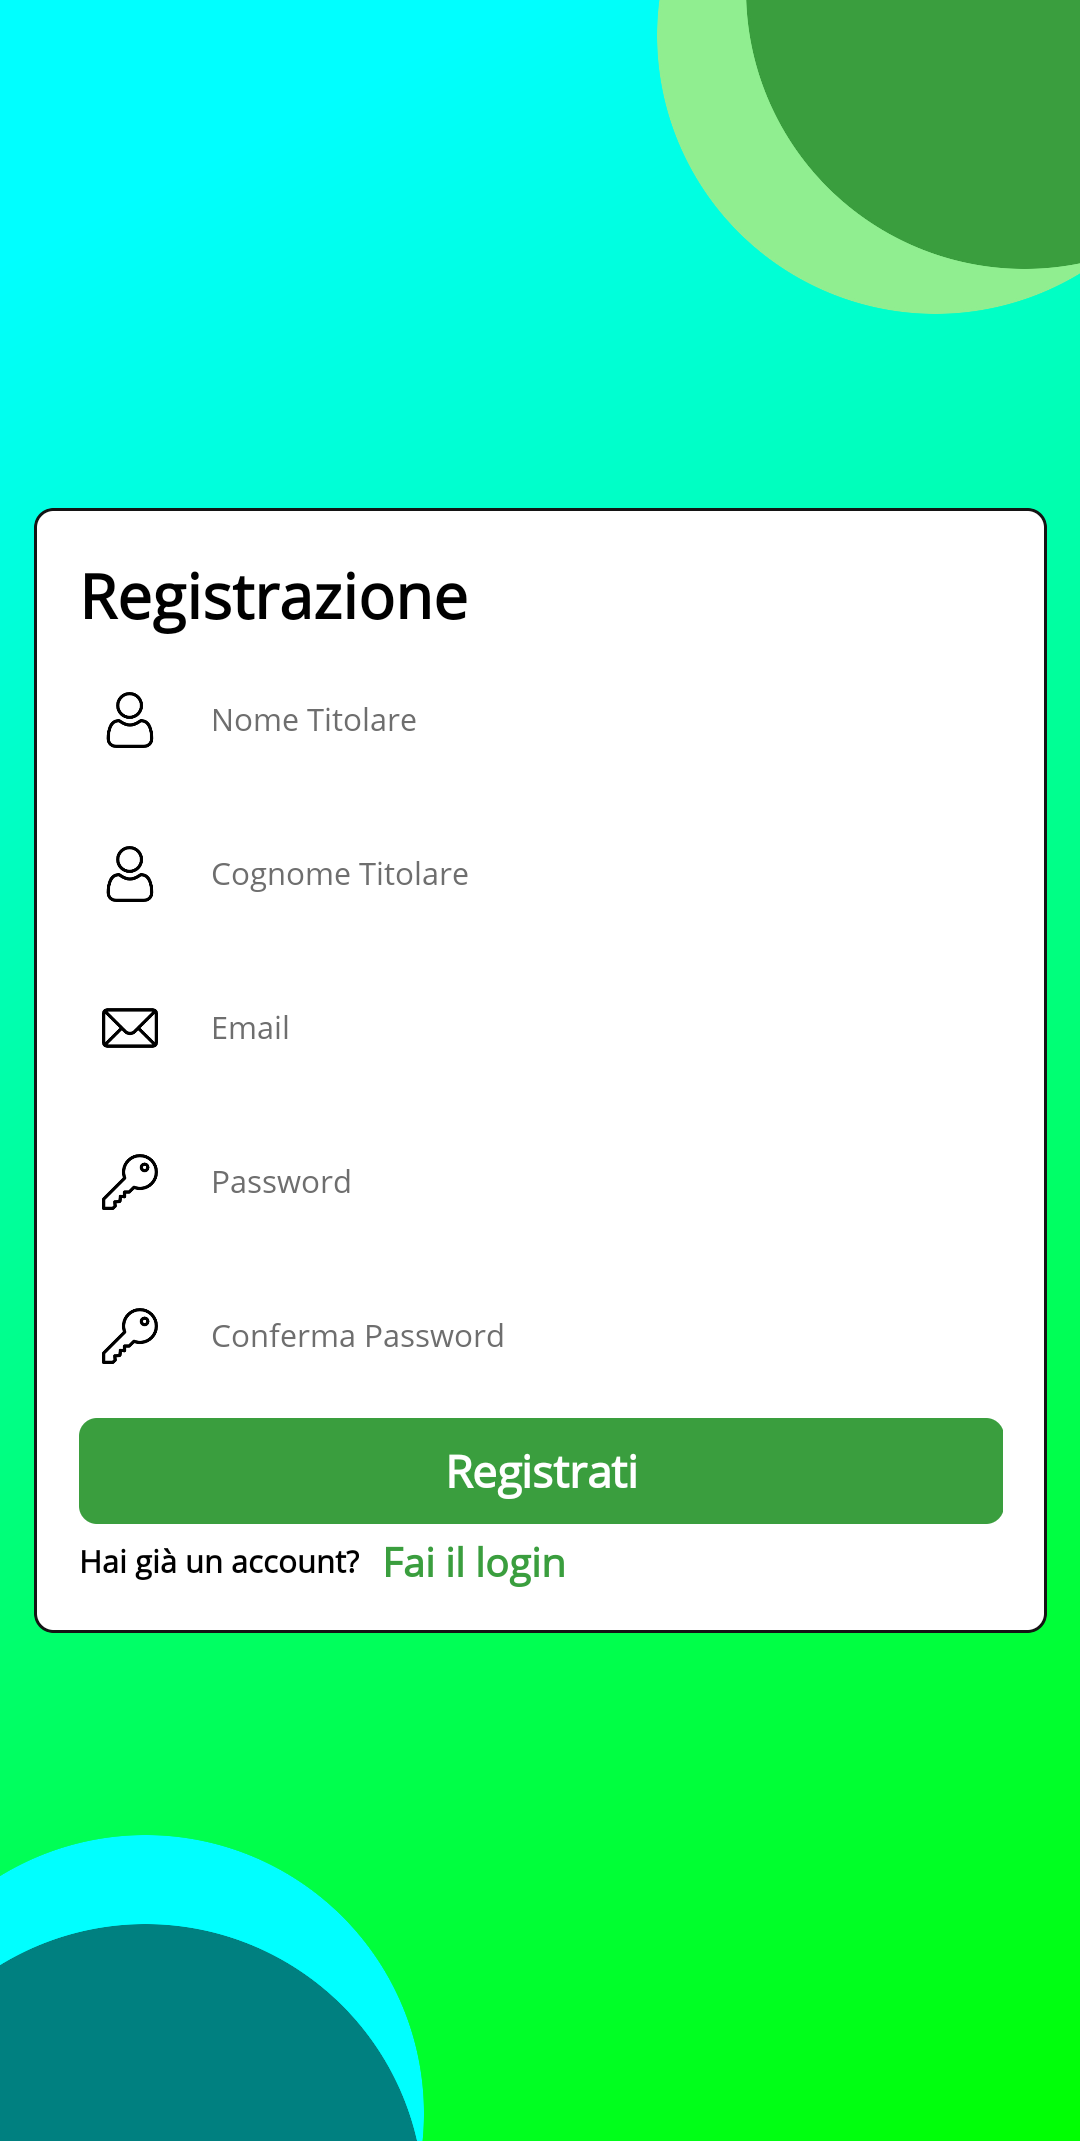 Registrazione
Nome Titolare
Cognome Titolare
Email
Password
Conferma Password
Registrati
Hai già un account? Fai il login